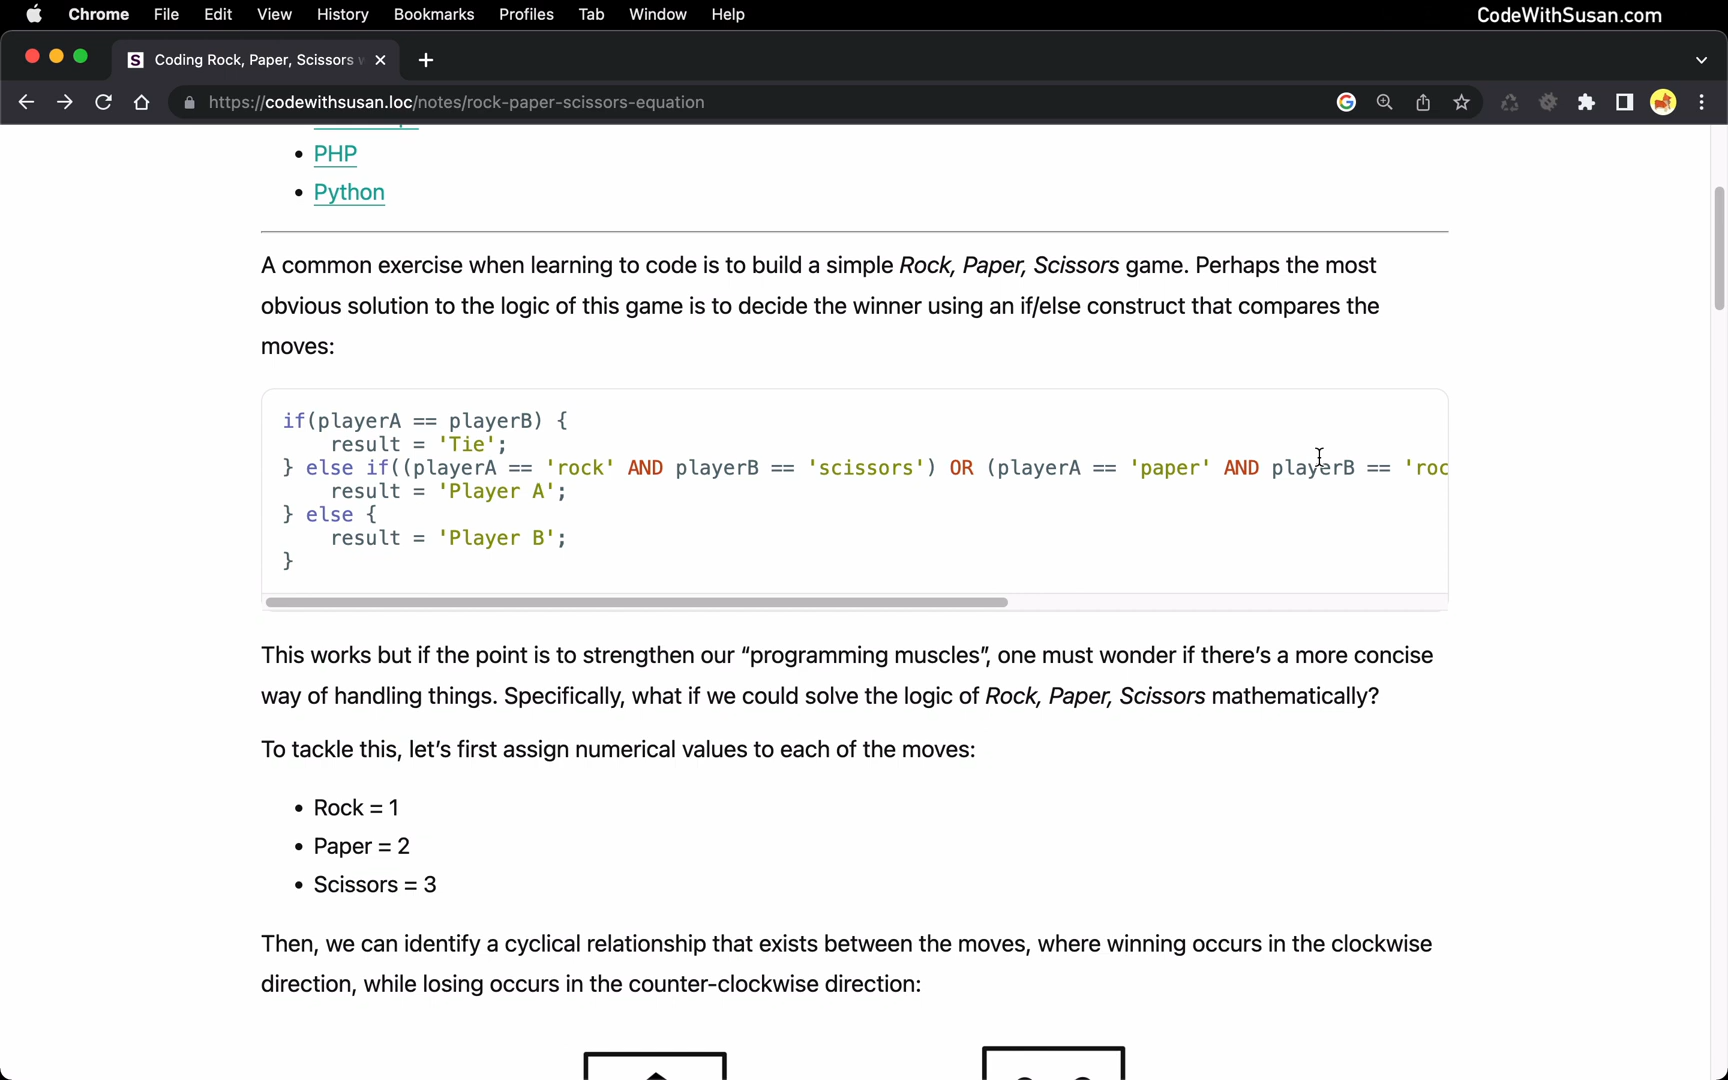 Chrome File Edit View History Bookmarks Profiles Tab Window Help CodeWithSusan.com
S Coding Rock, Paper, Scissors
https://codewithsusan.loc/notes/rock-paper-scissors-equation
• PHP
• Python
A common exercise when learning to code is to build a simple Rock, Paper, Scissors game. Perhaps the most
obvious solution to the logic of this game is to decide the winner using an if/else construct that compares the
moves:
if(playerA == playerB) {
    result = 'Tie';
} else if((playerA == 'rock' AND playerB == 'scissors') OR (playerA == 'paper' AND playerB == 'roc
    result = 'Player A';
} else {
    result = 'Player B';
}
This works but if the point is to strengthen our “programming muscles”, one must wonder if there’s a more concise
way of handling things. Specifically, what if we could solve the logic of Rock, Paper, Scissors mathematically?
To tackle this, let’s first assign numerical values to each of the moves:
• Rock = 1
• Paper = 2
• Scissors = 3
Then, we can identify a cyclical relationship that exists between the moves, where winning occurs in the clockwise
direction, while losing occurs in the counter-clockwise direction: